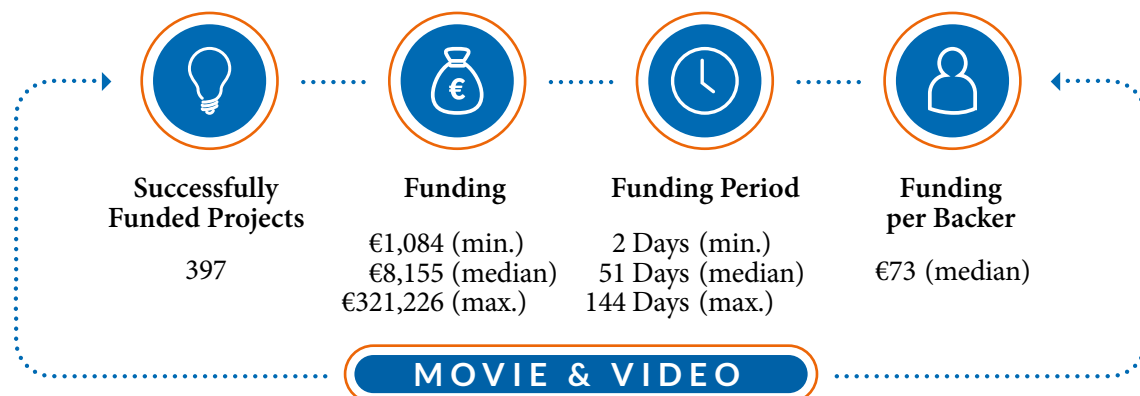 €
Successfully
Funded Projects
397
Funding
€1,084 (min.)
€8,155 (median)
€321,226 (max.)
Funding Period
2 Days (min.)
51 Days (median)
144 Days (max.)
Funding
per Backer
€73 (median)
MOVIE & VIDEO